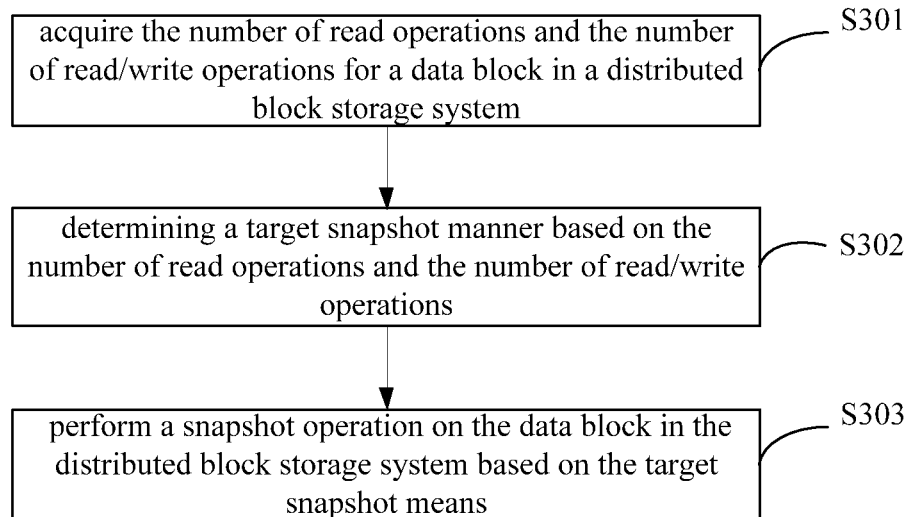 S301
acquire the number of read operations and the number
of read/write operations for a data block in a distributed
block storage system
determining a target snapshot manner based on the
number of read operations and the number of read/write
operations
S302
S303
perform a snapshot operation on the data block in the
distributed block storage system based on the target
snapshot means